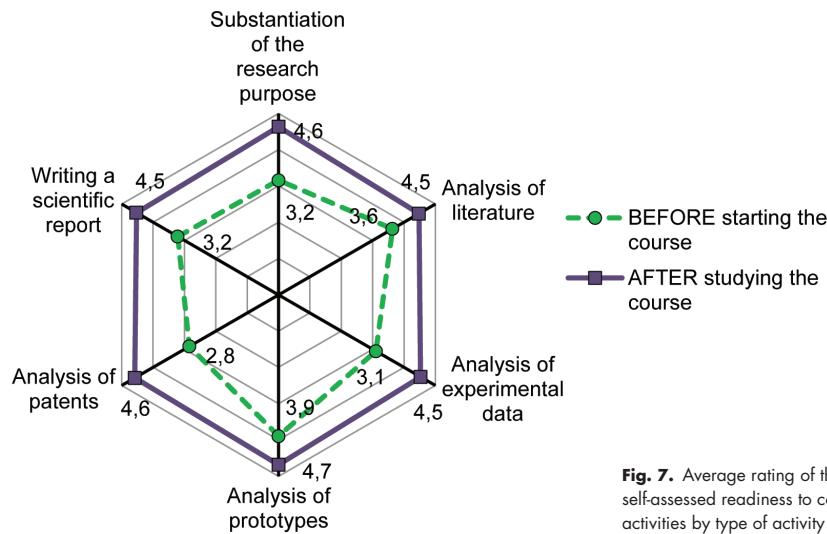 Substantiation
of the
research
purpose
4,6
Writing a
scientific
report
4,5
4,5
Analysis of
literature
3,2
3,6
3,2
BEFORE starting the
course
AFTER studying the
course
2,8
3,1
3,9
Analysis of
patents
4,6
Analysis of
experimental
data
4,5
4,7
Analysis of
prototypes
Fig. 7. Average rating of
self-assessed readiness to
activities by type of activity